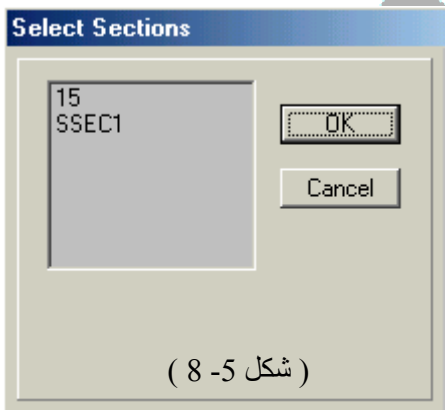 Select Sections
15
SSEC1
OK
Cancel
( شكل 5- 8 )